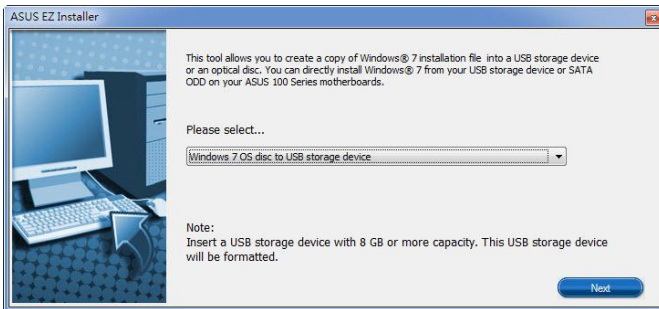 ASUS EZ Installer
This tool allows you to create a copy of Windows® 7 installation file into a USB storage device
or an optical disc. You can directly install Windows® 7 from your USB storage device or SATA
ODD on your ASUS 100 Series motherboards.
Please select...
Windows 7 OS disc to USB storage device
Note:
Insert a USB storage device with 8 GB or more capacity. This USB storage device
will be formatted.
Next